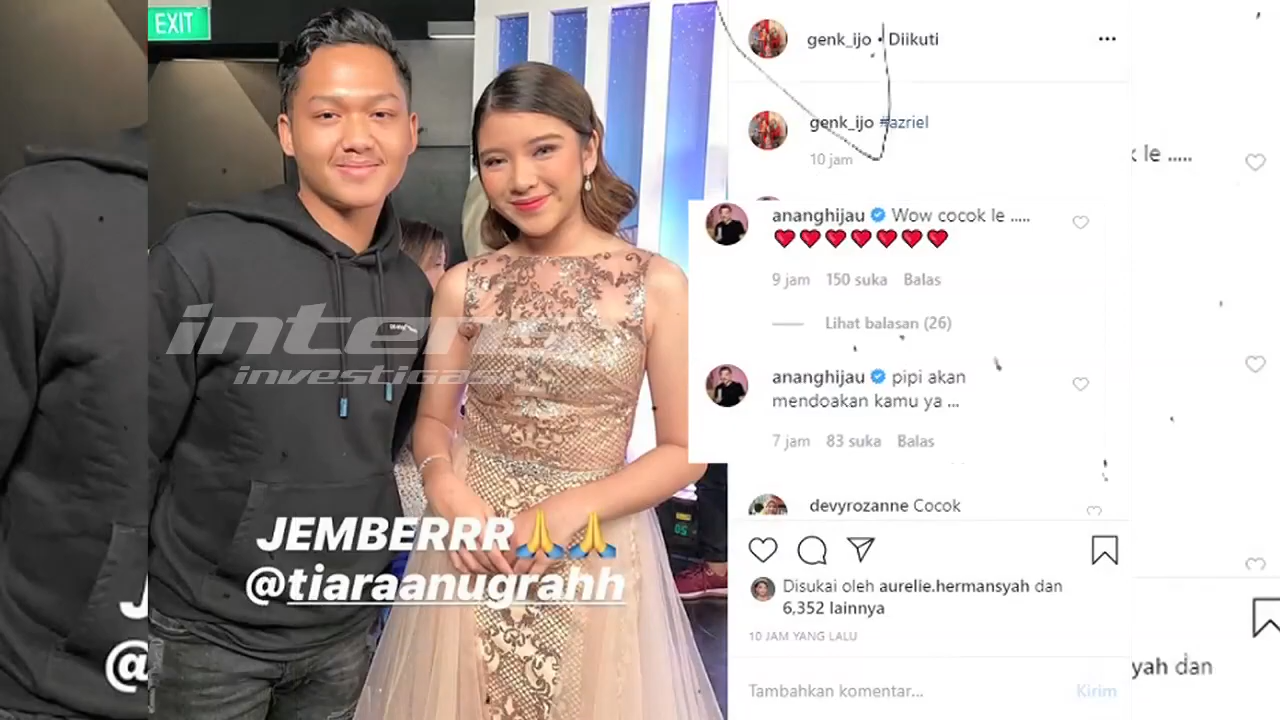 EXIT
genk_ijo • Diikuti
genk_ijo #azriel
10 jam
ananghijau Wow cocok le .....
9 jam 150 suka Balas
Lihat balasan (26)
ananghijau pipi akan
mendoakan kamu ya ...
7 jam 83 suka Balas
devyrozanne Cocok
Disukai oleh aurelie.hermansyah dan
6,352 lainnya
10 JAM YANG LALU
Tambahkan komentar... Kirim
intens
investigasi
JEMBERRR
@tiaraanugrahh
k le .....
yah dan
J
@